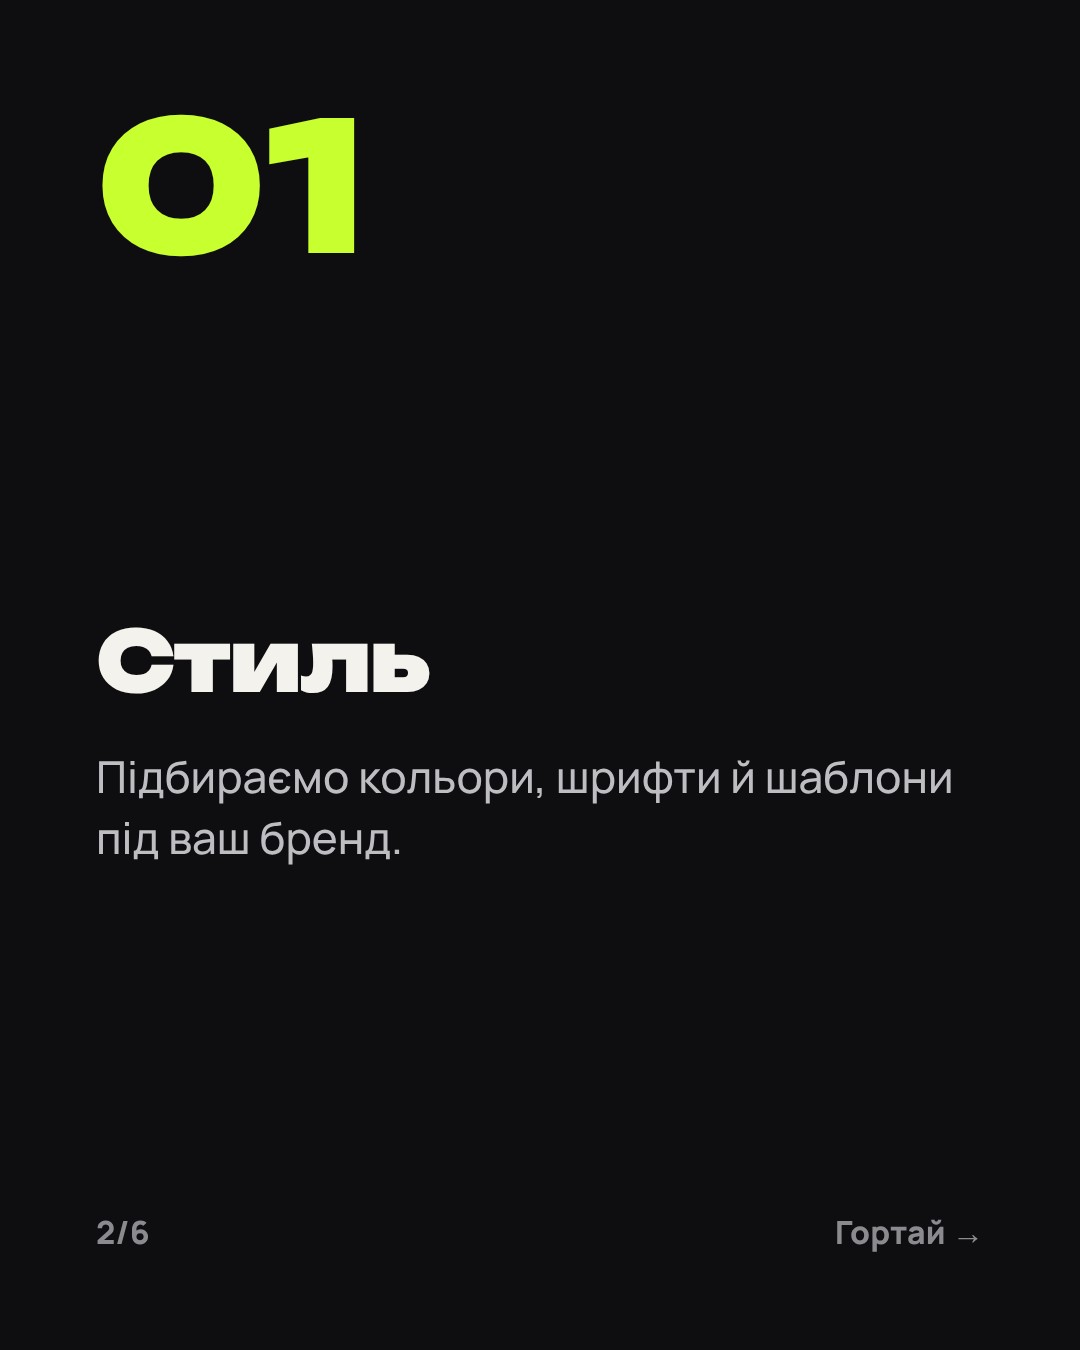 01
Стиль
Підбираємо кольори, шрифти й шаблони
під ваш бренд.
2/6
Гортай →